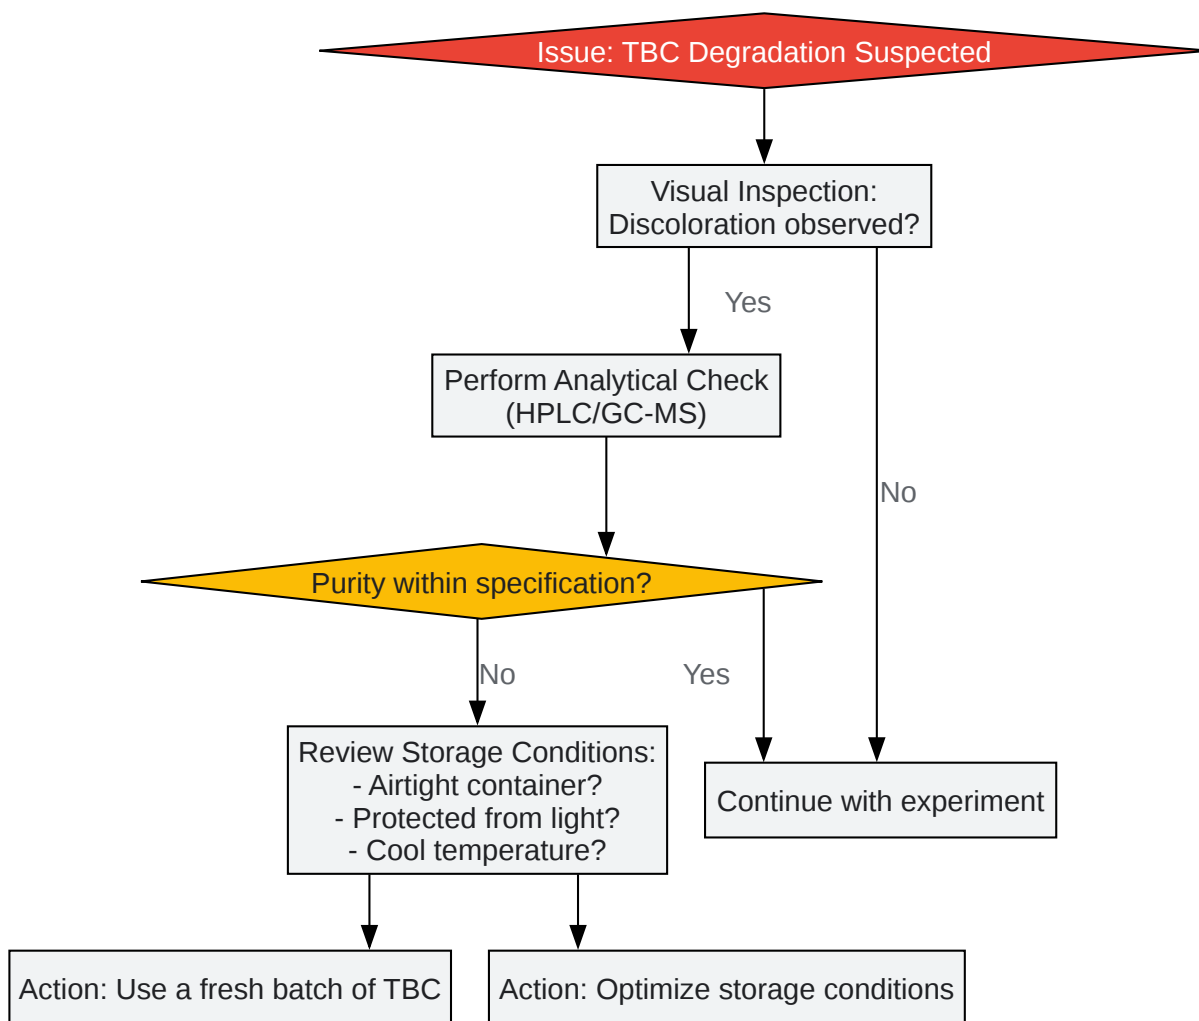 Issue: TBC Degradation Suspected
Visual Inspection:
Discoloration observed?
Yes
Perform Analytical Check
(HPLC/GC-MS)
No
Purity within specification?
No
Yes
Review Storage Conditions:
- Airtight container?
- Protected from light?
- Cool temperature?
Continue with experiment
Action: Use a fresh batch of TBC
Action: Optimize storage conditions